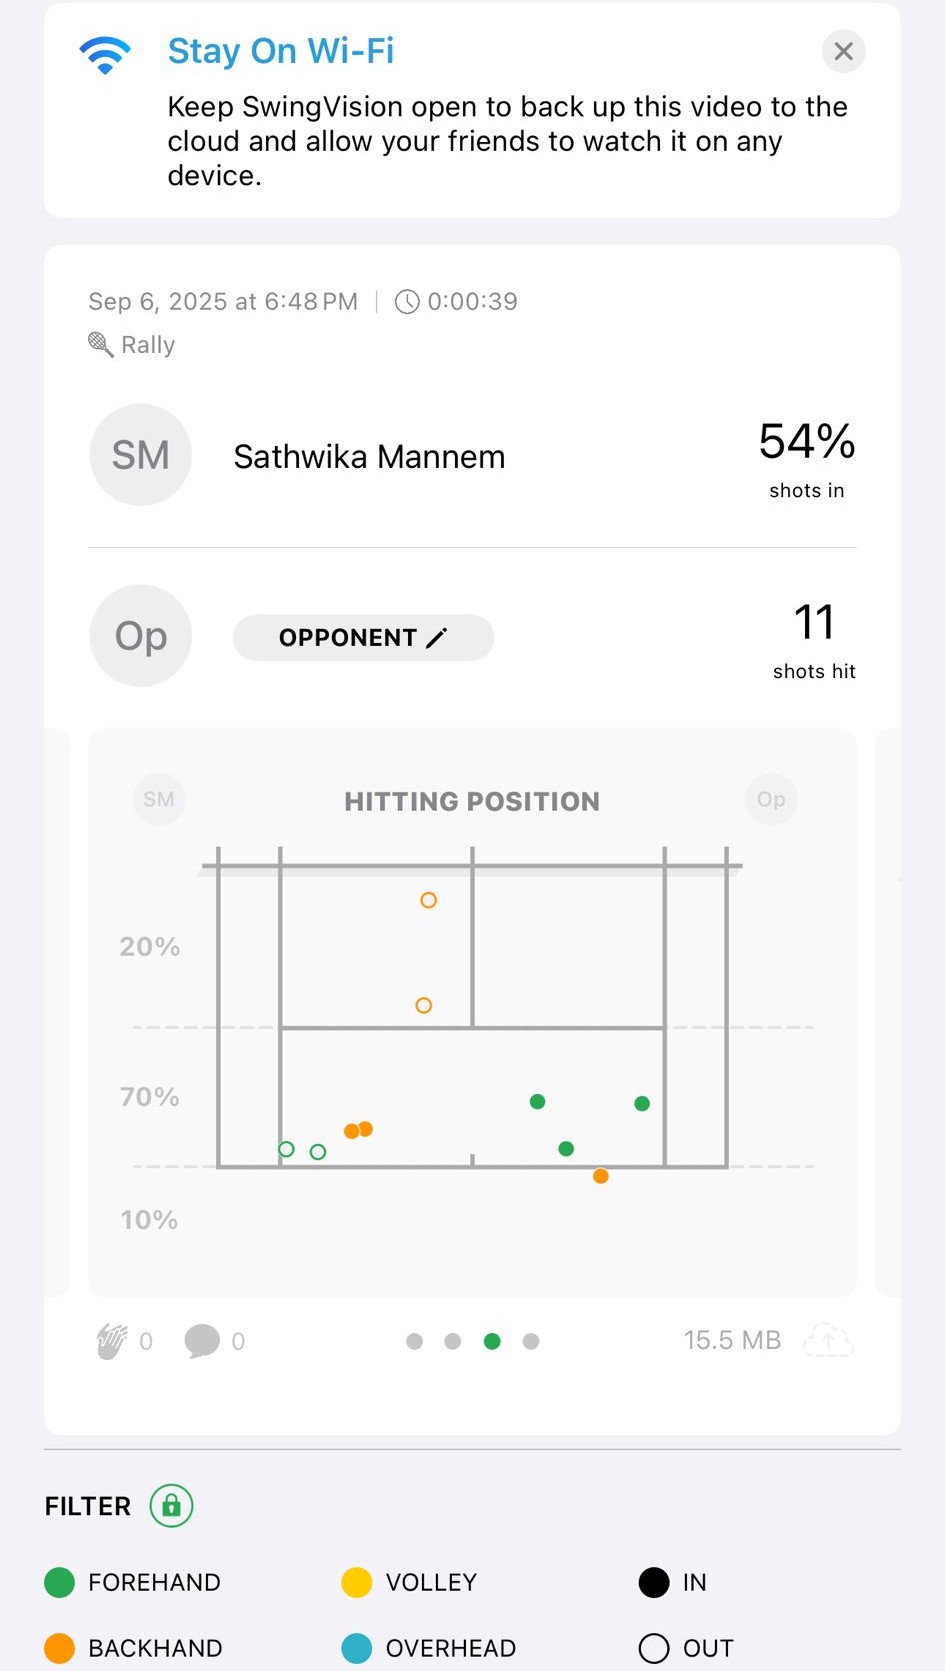 Stay On Wi-Fi
Keep SwingVision open to back up this video to the
cloud and allow your friends to watch it on any
device.
Sep 6, 2025 at 6:48 PM | 0:00:39
Rally
SM
Sathwika Mannem
54%
shots in
Op
OPPONENT
11
shots hit
SM
HITTING POSITION
Op
20%
70%
10%
0
0
15.5 MB
FILTER
FOREHAND
VOLLEY
IN
BACKHAND
OVERHEAD
OUT